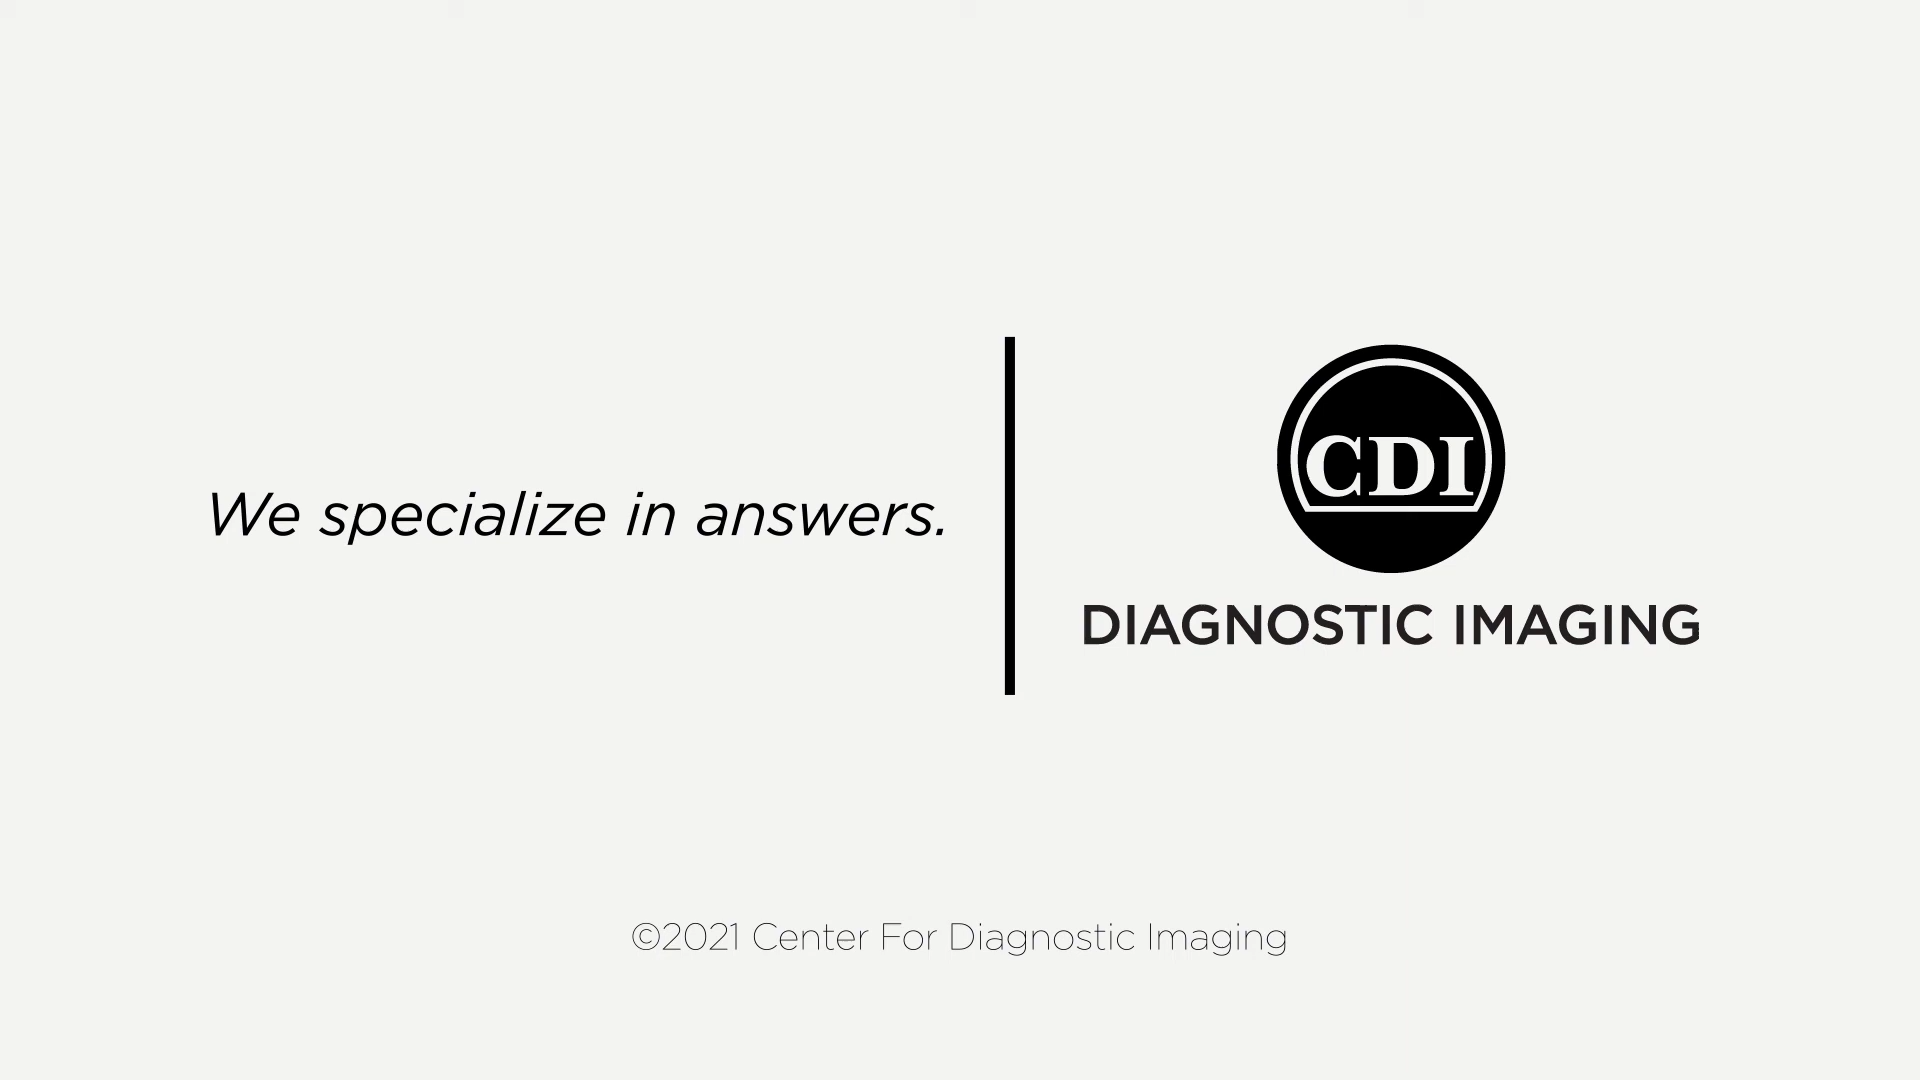 We specialize in answers.
CDI
DIAGNOSTIC IMAGING
©2021 Center For Diagnostic Imaging